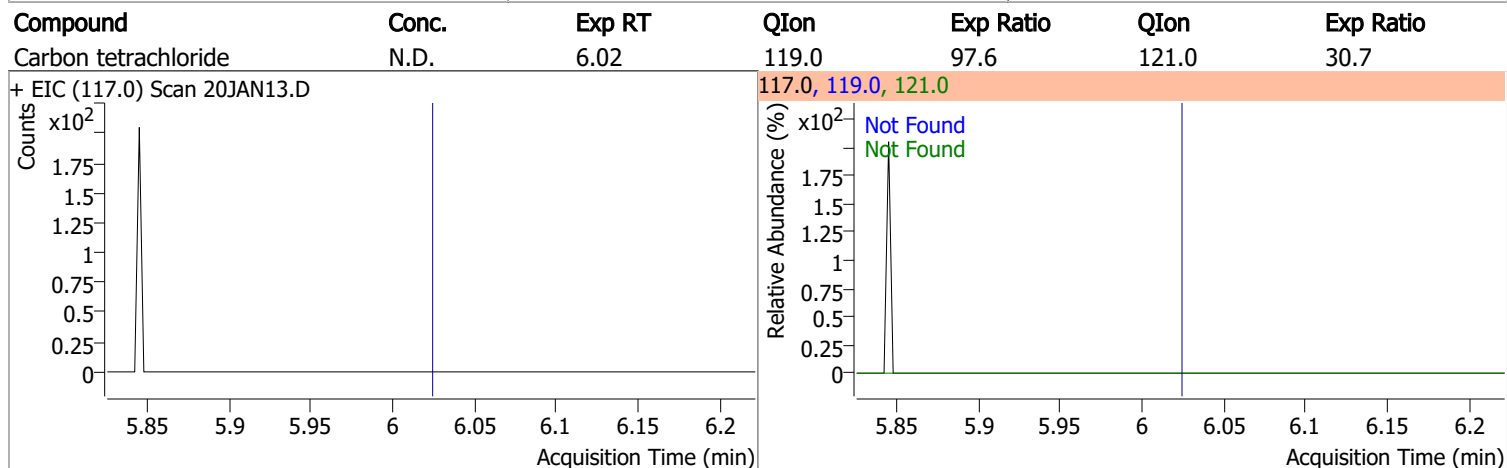 Compound Conc. Exp RT QIon Exp Ratio QIon Exp Ratio
Carbon tetrachloride N.D. 6.02 119.0 97.6 121.0 30.7
+ EIC (117.0) Scan 20JAN13.D
Counts
x10²
1.75
1.5
1.25
1
0.75
0.5
0.25
0
5.85 5.9 5.95 6 6.05 6.1 6.15 6.2
Acquisition Time (min)
117.0, 119.0, 121.0
Relative Abundance (%)
x10²
Not Found
Not Found
1.75
1.5
1.25
1
0.75
0.5
0.25
0
5.85 5.9 5.95 6 6.05 6.1 6.15 6.2
Acquisition Time (min)